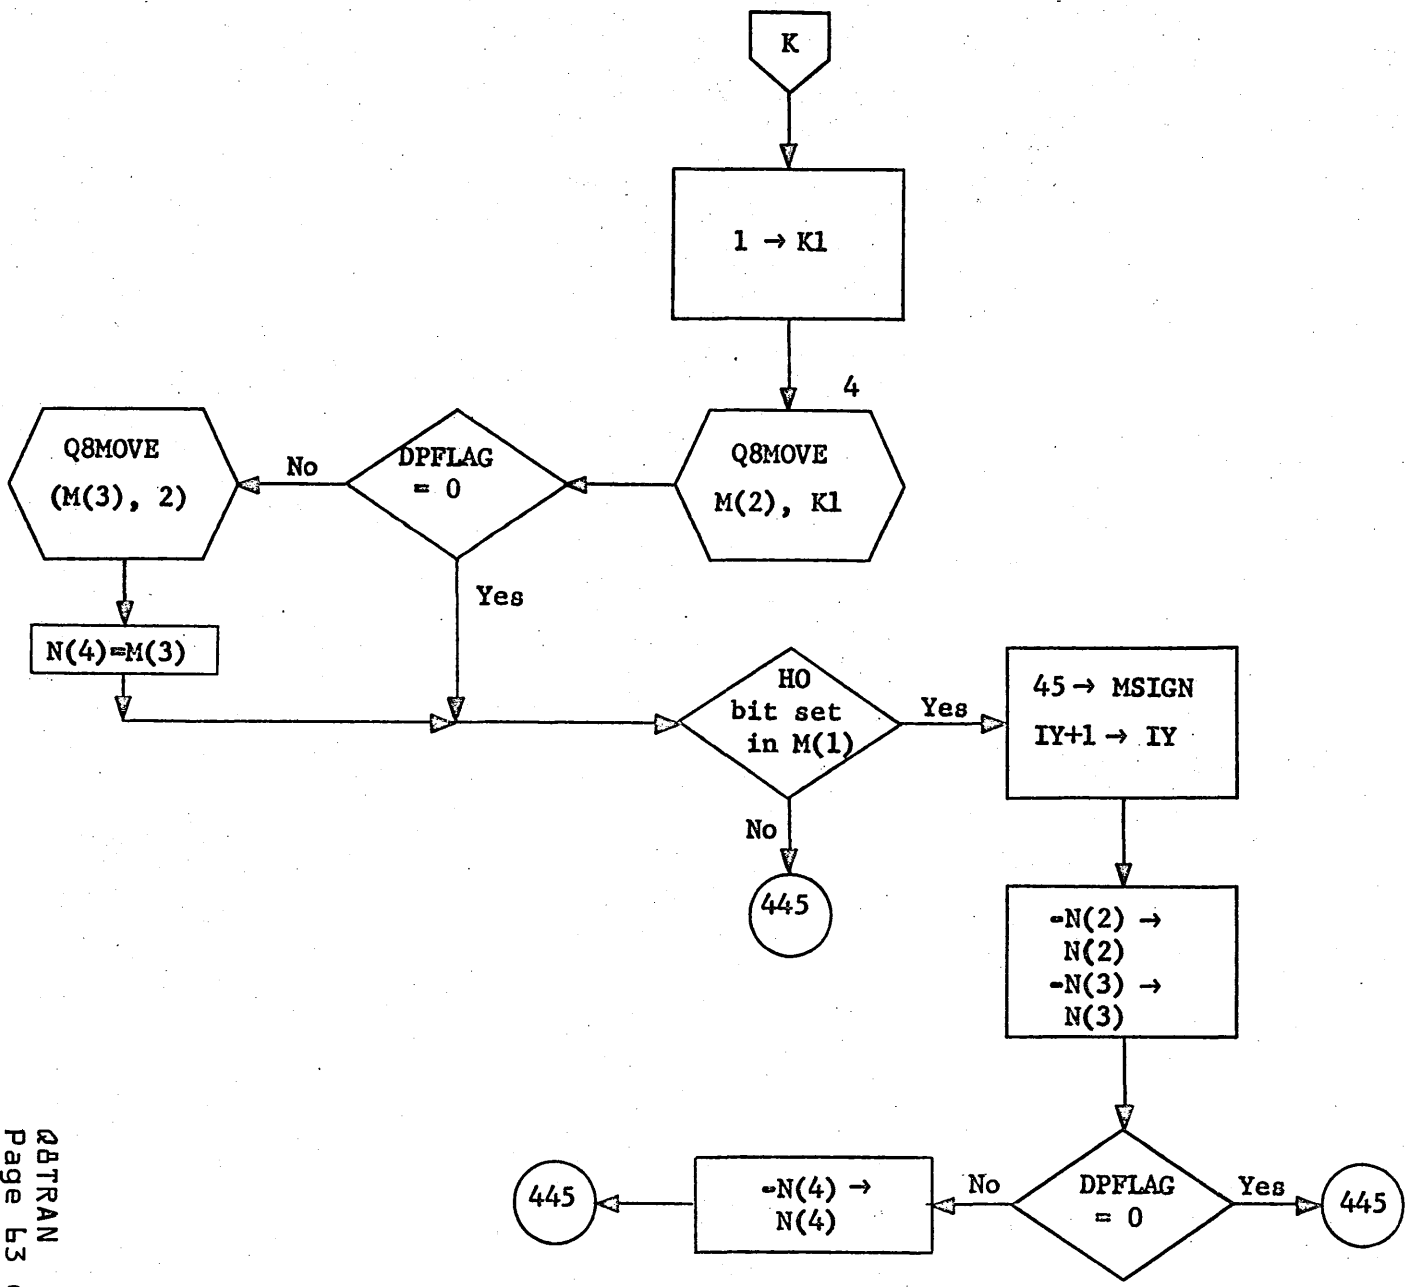 K
1 → K1
4
Q8MOVE
(M(3), 2)
No
DPFLAG
= 0
Q8MOVE
M(2), K1
Yes
N(4)=M(3)
HO
bit set
in M(1)
Yes
45 → MSIGN
IY+1 → IY
No
445
-N(2) →
N(2)
-N(3) →
N(3)
445
-N(4) →
N(4)
No
DPFLAG
= 0
Yes
445
Q8TRAN
Page 63